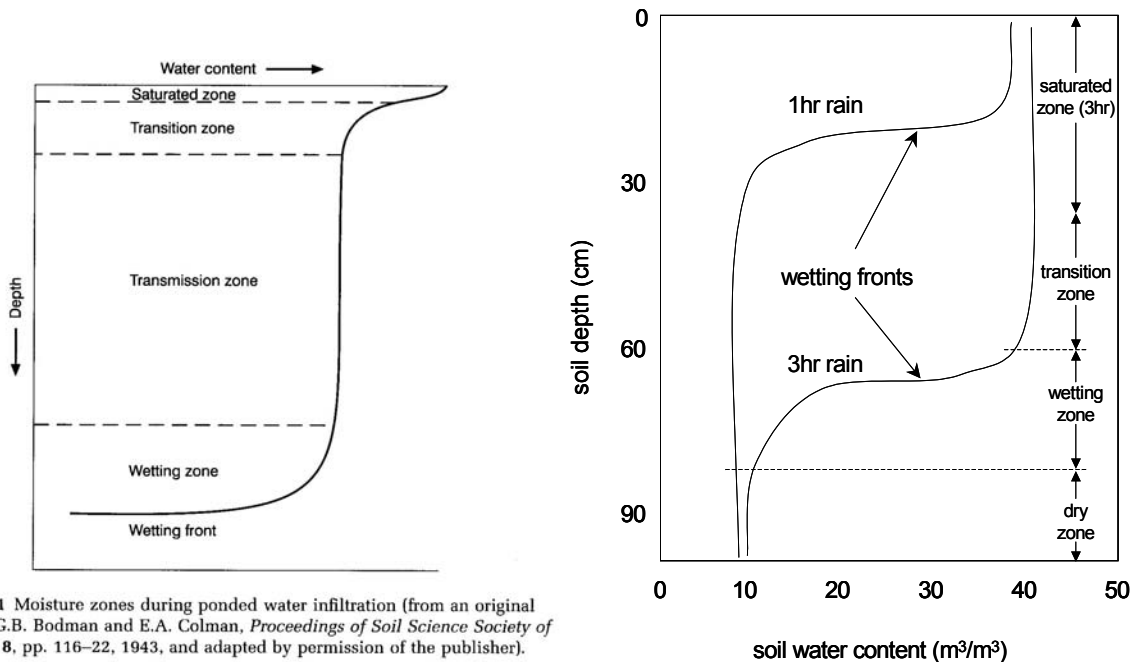 Water content
Saturated zone
Transition zone
Transmission zone
Depth
Wetting zone
Wetting front
Moisture zones during ponded water infiltration (from an original
G.B. Bodman and E.A. Colman, Proceedings of Soil Science Society of
8, pp. 116–22, 1943, and adapted by permission of the publisher).
0
30
60
90
soil depth (cm)
1hr rain
wetting fronts
3hr rain
saturated
zone (3hr)
transition
zone
wetting
zone
dry
zone
0 10 20 30 40 50
soil water content (m³/m³)